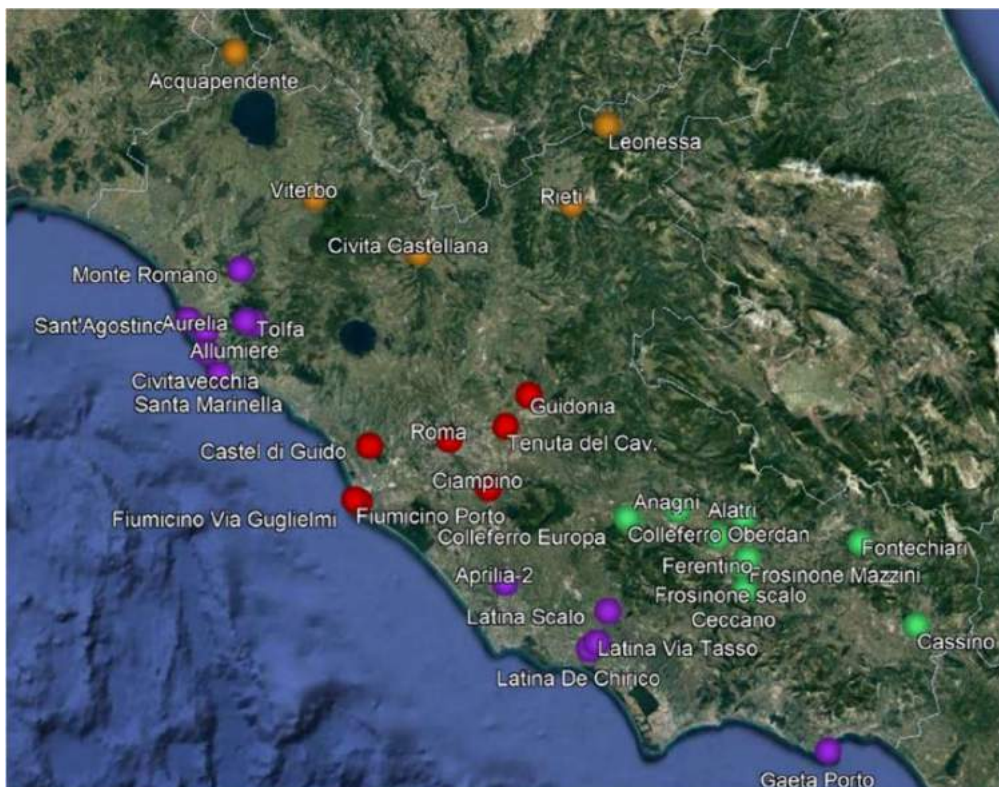 Acquapendente
Leonessa
Viterbo
Rieti
Civita Castellana
Monte Romano
Sant'Agostino
Aurelia
Tolfa
Allumiere
Civitavecchia
Santa Marinella
Guidonia
Roma
Tenuta del Cav.
Castel di Guido
Ciampino
Fiumicino Via Guglielmi
Fiumicino Porto
Anagni
Alatri
Colleferro Europa
Colleferro Oberdan
Fontechiari
Ferentino
Frosinone Mazzini
Aprilia-2
Frosinone scalo
Latina Scalo
Ceccano
Cassino
Latina Via Tasso
Latina De Chirico
Gaeta Porto